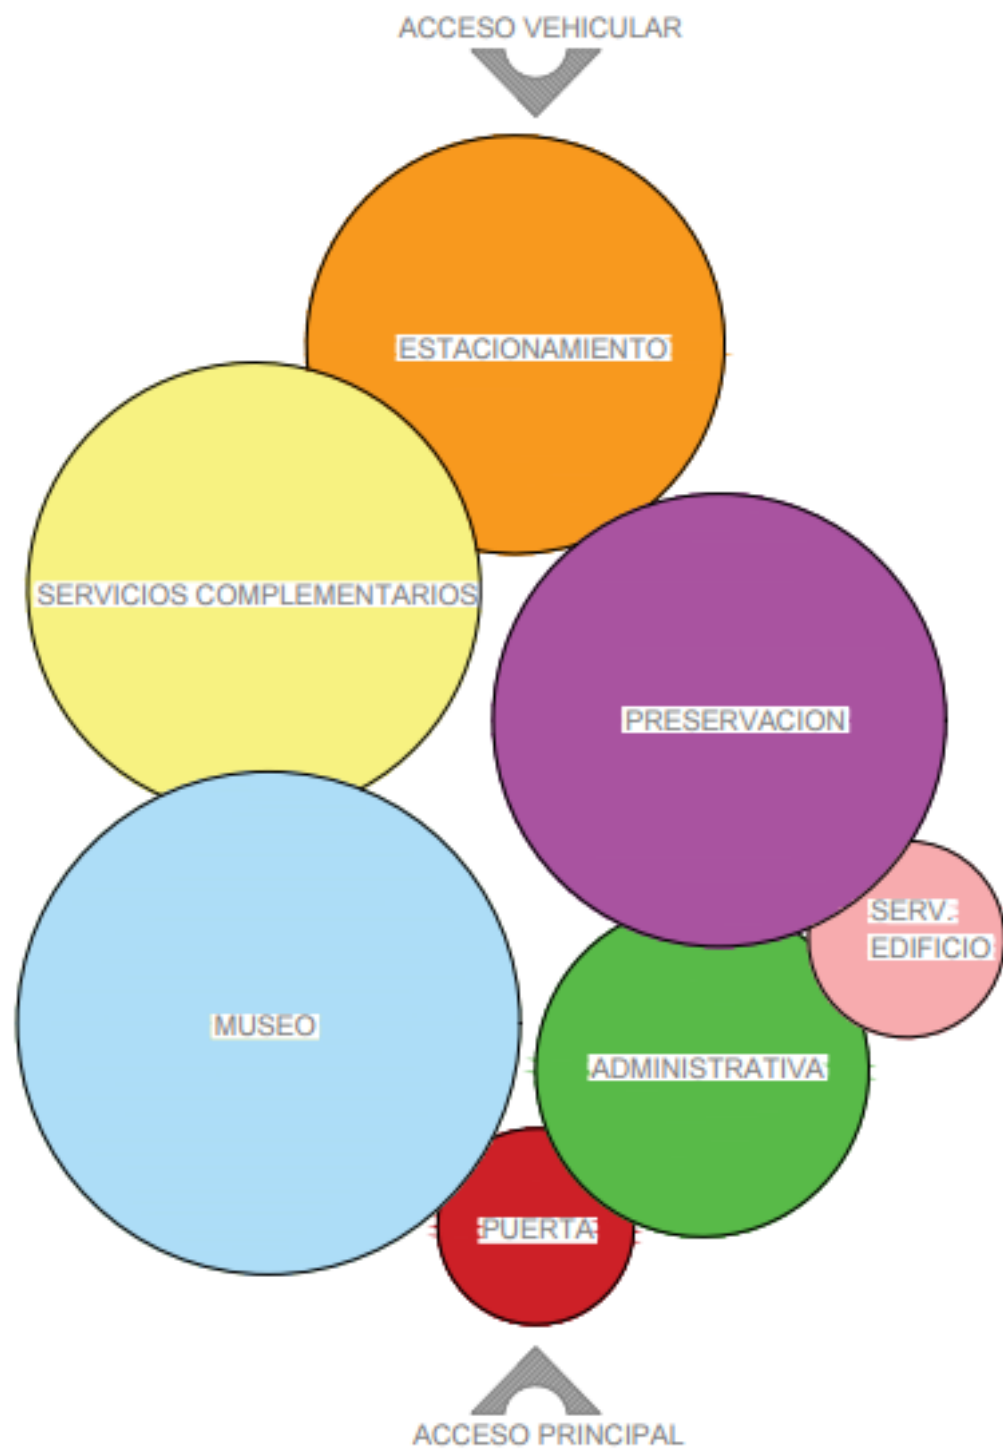 ACCESO VEHICULAR
ESTACIONAMIENTO
SERVICIOS COMPLEMENTARIOS
PRESERVACION
SERV.
EDIFICIO
MUSEO
ADMINISTRATIVA
PUERTA
ACCESO PRINCIPAL